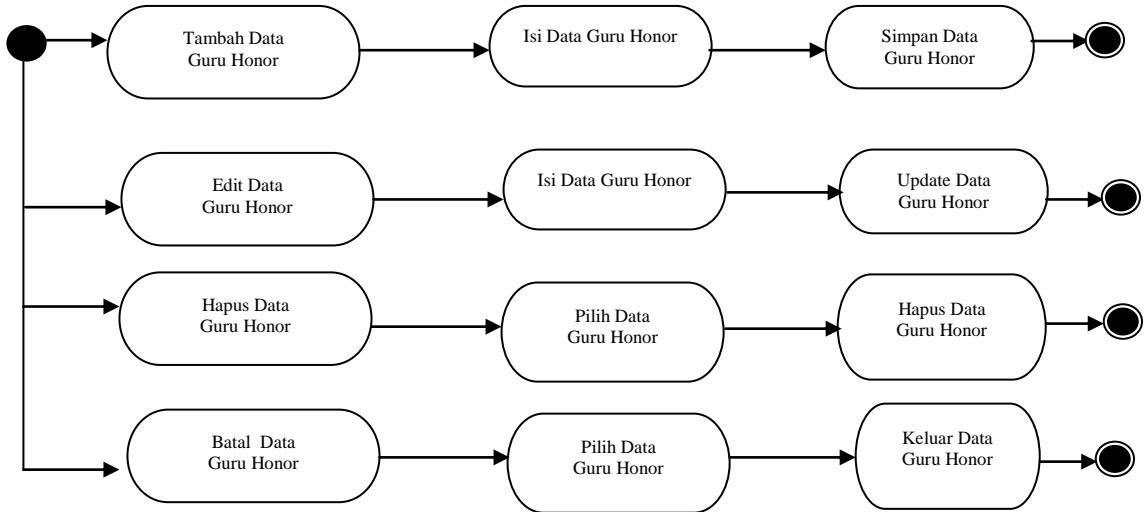 Tambah Data
Guru Honor
Isi Data Guru Honor
Simpan Data
Guru Honor
Edit Data
Guru Honor
Isi Data Guru Honor
Update Data
Guru Honor
Hapus Data
Guru Honor
Pilih Data
Guru Honor
Hapus Data
Guru Honor
Batal  Data
Guru Honor
Pilih Data
Guru Honor
Keluar Data
Guru Honor